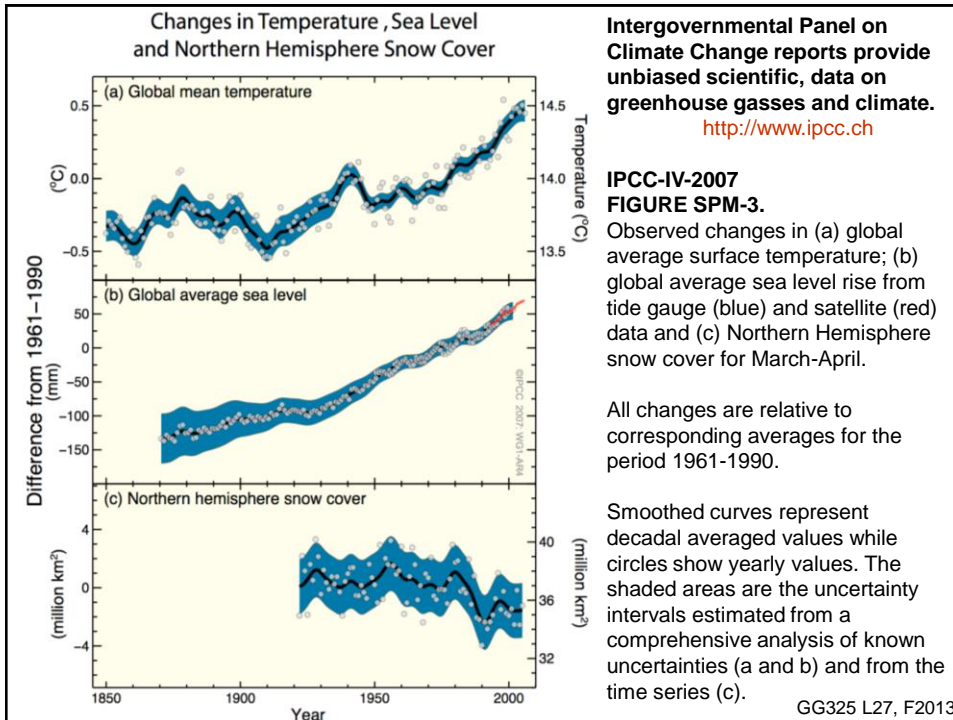 Changes in Temperature , Sea Level
and Northern Hemisphere Snow Cover
(a) Global mean temperature
0.5
0.0
−0.5
(°C)
14.5
14.0
13.5
Temperature (°C)
(b) Global average sea level
50
0
−50
−100
−150
(mm)
Difference from 1961–1990
©IPCC 2007: WG1-AR4
(c) Northern hemisphere snow cover
4
0
−4
(million km²)
40
36
32
(million km²)
1850
1900
1950
2000
Year
Intergovernmental Panel on
Climate Change reports provide
unbiased scientific, data on
greenhouse gasses and climate.
http://www.ipcc.ch
IPCC-IV-2007
FIGURE SPM-3.
Observed changes in (a) global
average surface temperature; (b)
global average sea level rise from
tide gauge (blue) and satellite (red)
data and (c) Northern Hemisphere
snow cover for March-April.
All changes are relative to
corresponding averages for the
period 1961-1990.
Smoothed curves represent
decadal averaged values while
circles show yearly values. The
shaded areas are the uncertainty
intervals estimated from a
comprehensive analysis of known
uncertainties (a and b) and from the
time series (c).
GG325 L27, F2013